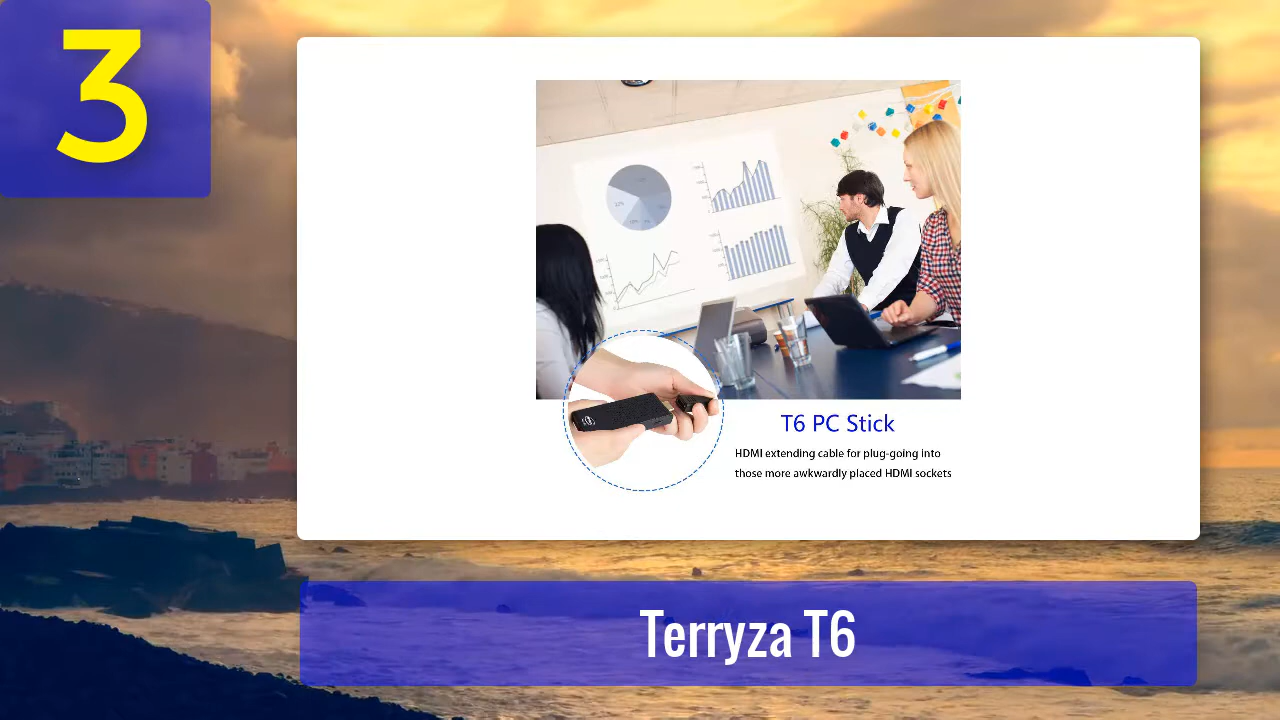 3
T6 PC Stick
HDMI extending cable for plug-going into
those more awkwardly placed HDMI sockets
Terryza T6